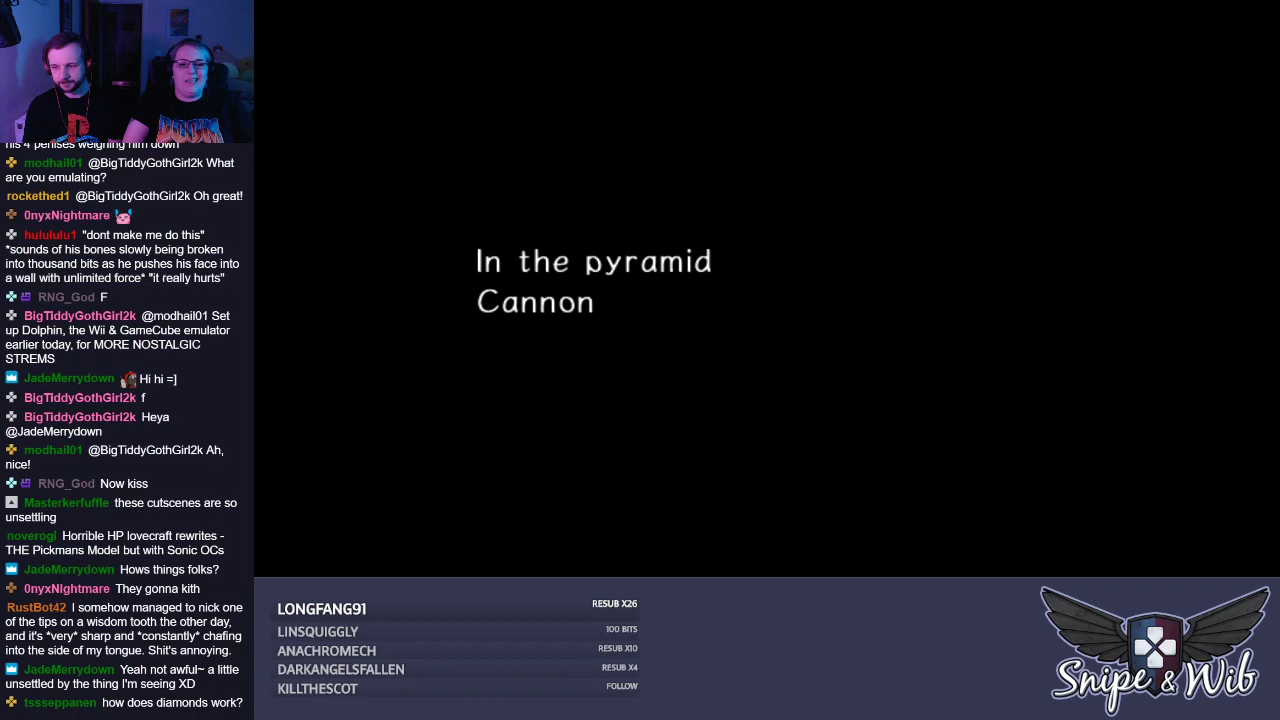 his 4 penises weighing him down
modhail01 @BigTiddyGothGirl2k What
are you emulating?
rockethed1 @BigTiddyGothGirl2k Oh great!
0nyxNightmare
hulululu1 "dont make me do this"
*sounds of his bones slowly being broken
into thousand bits as he pushes his face into
a wall with unlimited force* "it really hurts"
RNG_God F
BigTiddyGothGirl2k @modhail01 Set
up Dolphin, the Wii & GameCube emulator
earlier today, for MORE NOSTALGIC
STREMS
JadeMerrydown Hi hi =]
BigTiddyGothGirl2k f
BigTiddyGothGirl2k Heya
@JadeMerrydown
modhail01 @BigTiddyGothGirl2k Ah,
nice!
RNG_God Now kiss
Masterkerfuffle these cutscenes are so
unsettling
noverogl Horrible HP lovecraft rewrites -
THE Pickmans Model but with Sonic OCs
JadeMerrydown Hows things folks?
0nyxNightmare They gonna kith
RustBot42 I somehow managed to nick one
of the tips on a wisdom tooth the other day,
and it's *very* sharp and *constantly* chafing
into the side of my tongue. Shit's annoying.
JadeMerrydown Yeah not awful~ a little
unsettled by the thing I'm seeing XD
tssseppanen how does diamonds work?
DOOM
In the pyramid
Cannon
LONGFANG91 RESUB X26
LINSQUIGGLY 100 BITS
ANACHROMECH RESUB X10
DARKANGELSFALLEN RESUB X4
KILLTHESCOT FOLLOW
Snipe & Wib